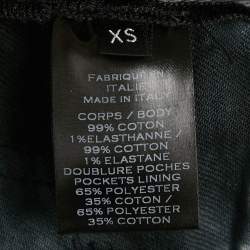 XS
FABRIQUE EN
ITALIE
MADE IN ITALY
CORPS / BODY
99% COTON
1%ELASTHANNE /
99% COTTON
1% ELASTANE
DOUBLURE POCHES
POCKETS LINING
65% POLYESTER
35% COTON /
65% POLYESTER
35% COTTON